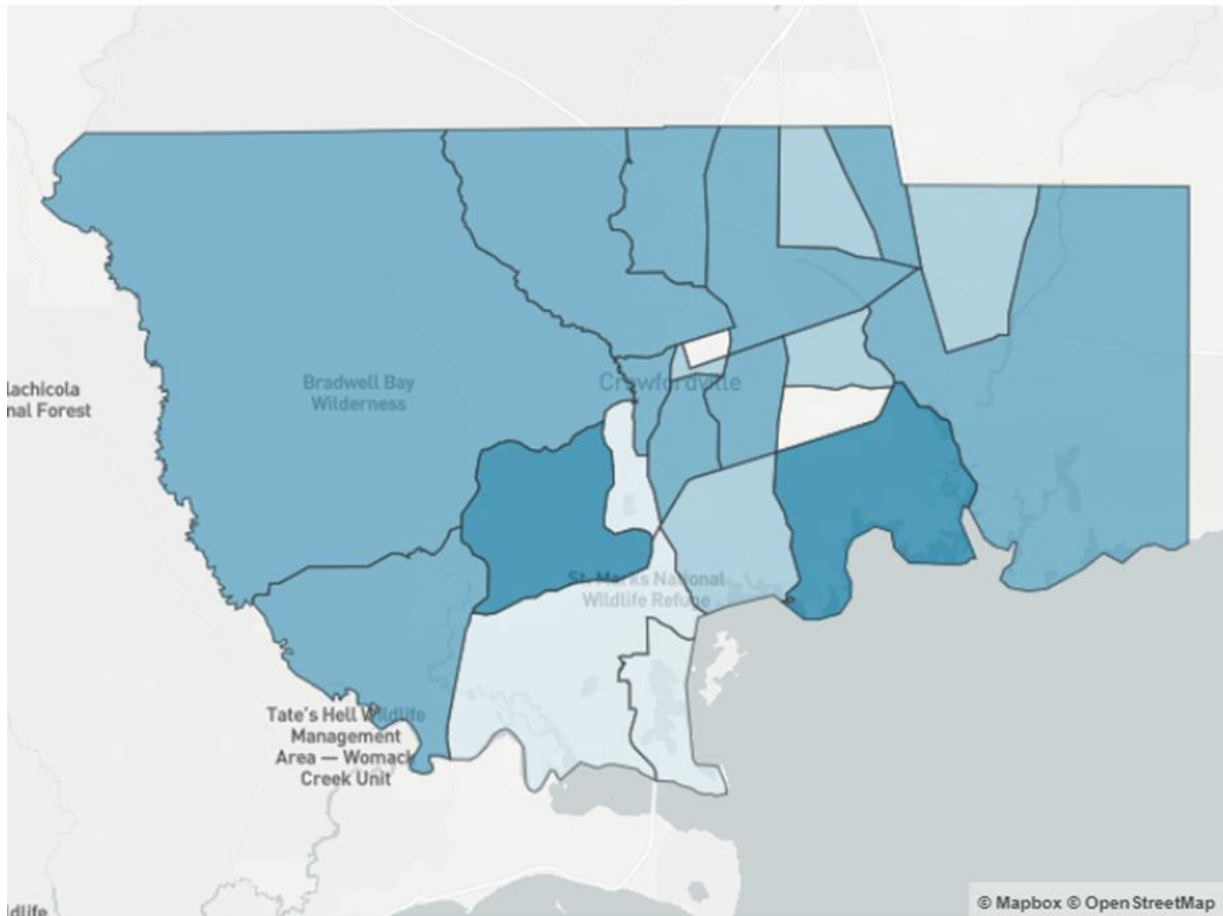 Bradwell Bay
Wilderness
Crawfordville
lachicola
nal Forest
St. Marks National
Wildlife Refuge
Tate's Hell Wildlife
Management
Area — Womack
Creek Unit
dlife
© Mapbox © OpenStreetMap